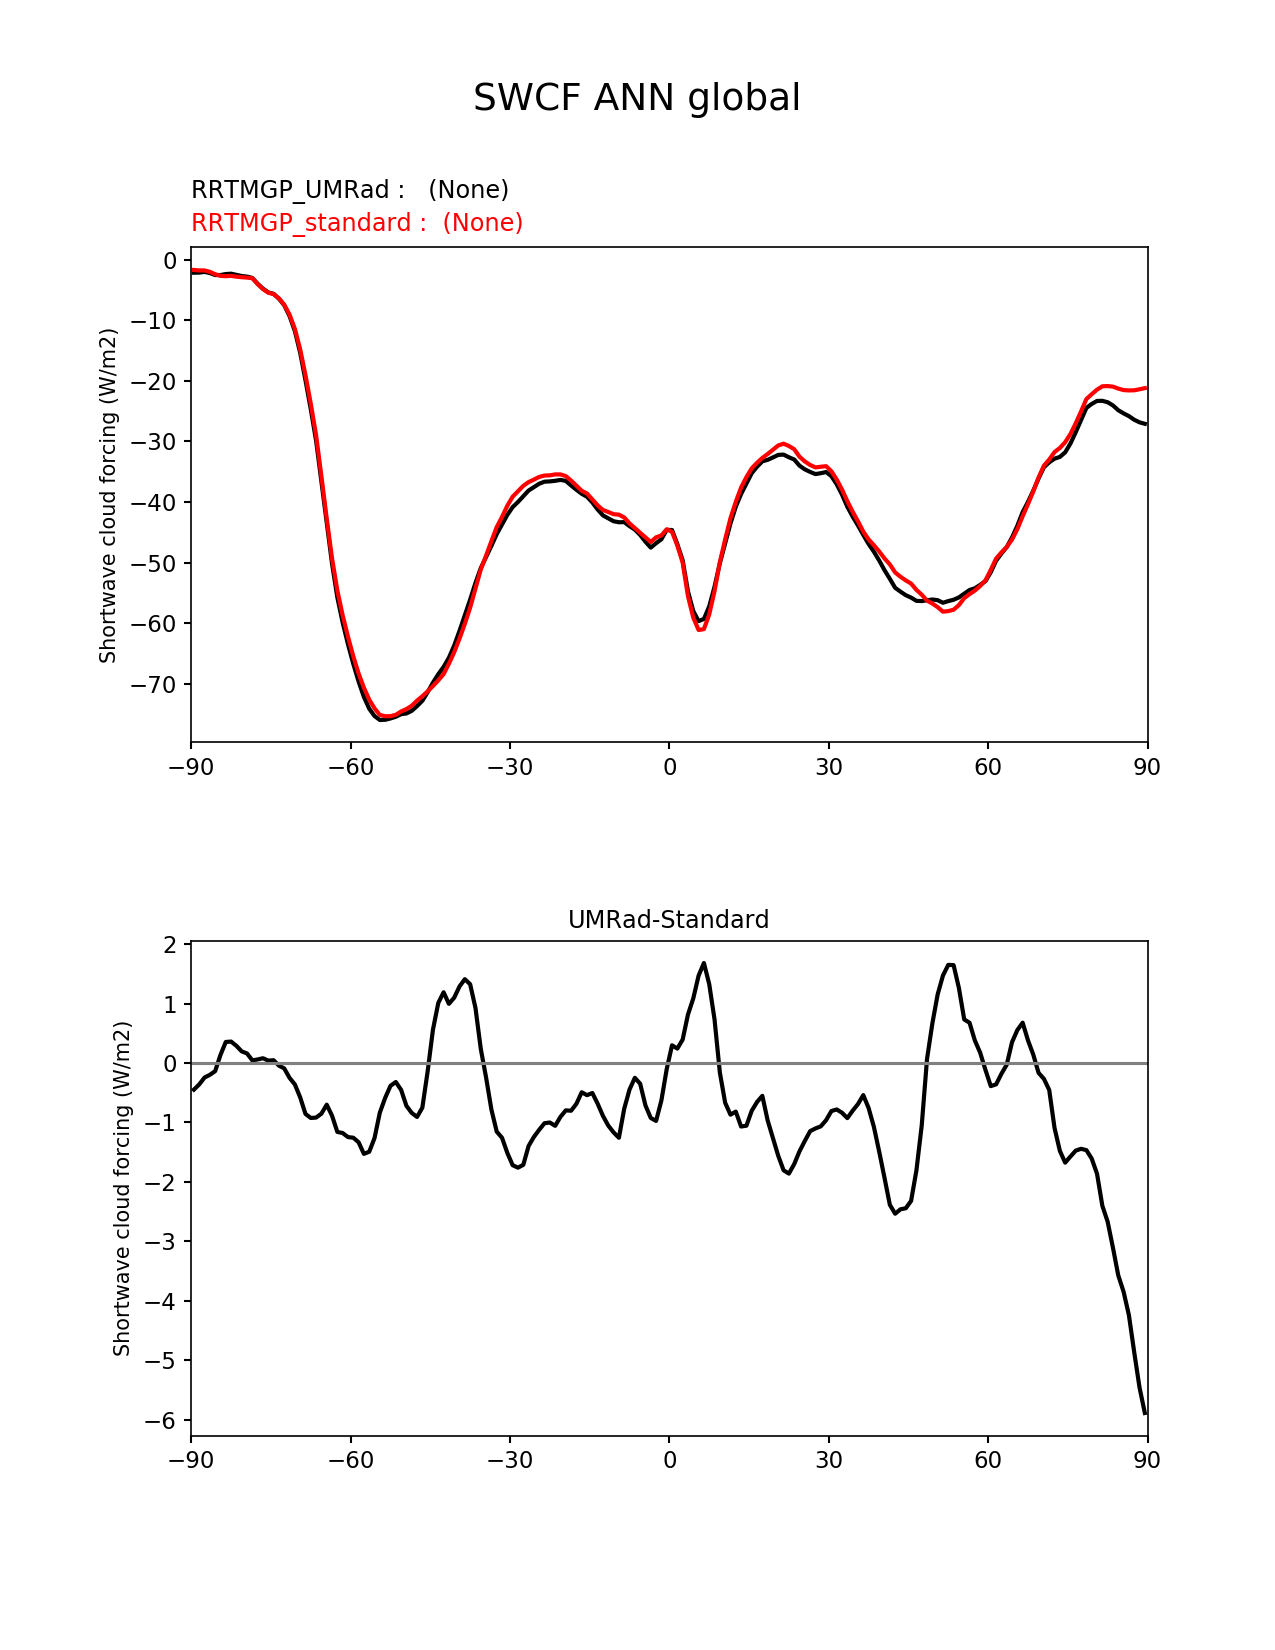 SWCF ANN global
RRTMGP_UMRad :   (None)
RRTMGP_standard :  (None)
Shortwave cloud forcing (W/m2)
0
−10
−20
−30
−40
−50
−60
−70
−90 −60 −30 0 30 60 90
UMRad-Standard
Shortwave cloud forcing (W/m2)
2
1
0
−1
−2
−3
−4
−5
−6
−90 −60 −30 0 30 60 90